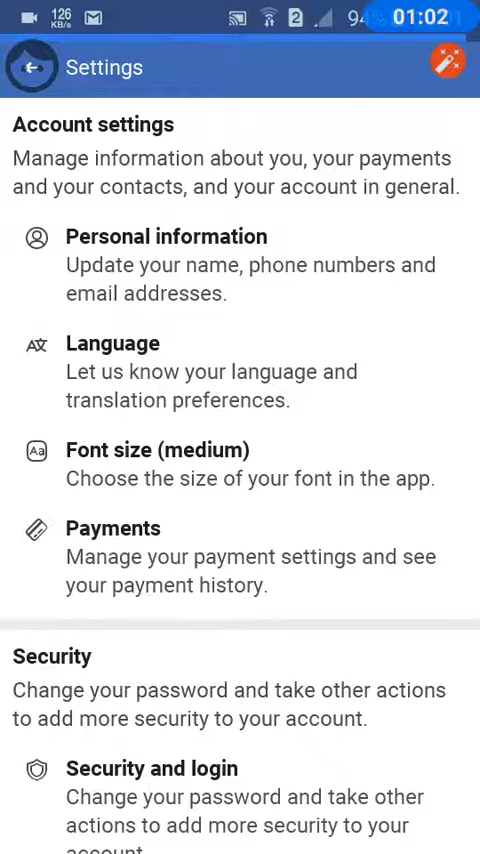 126
KB/s
2
94
01:02
Settings
Account settings
Manage information about you, your payments
and your contacts, and your account in general.
Personal information
Update your name, phone numbers and
email addresses.
Language
Let us know your language and
translation preferences.
Font size (medium)
Choose the size of your font in the app.
Payments
Manage your payment settings and see
your payment history.
Security
Change your password and take other actions
to add more security to your account.
Security and login
Change your password and take other
actions to add more security to your
account.